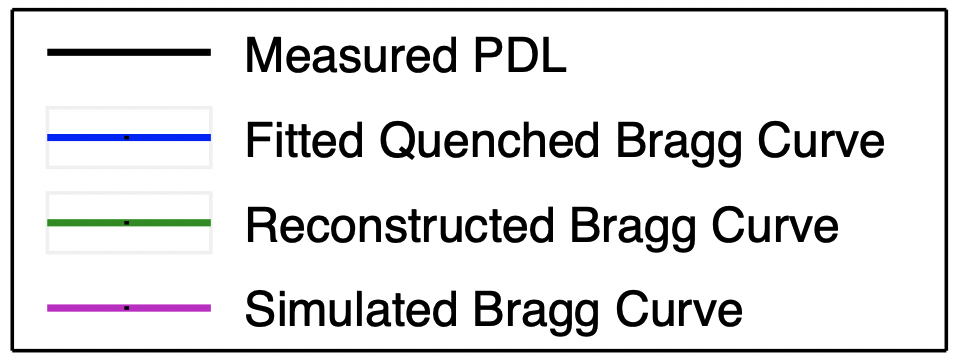 Measured PDL
Fitted Quenched Bragg Curve
Reconstructed Bragg Curve
Simulated Bragg Curve